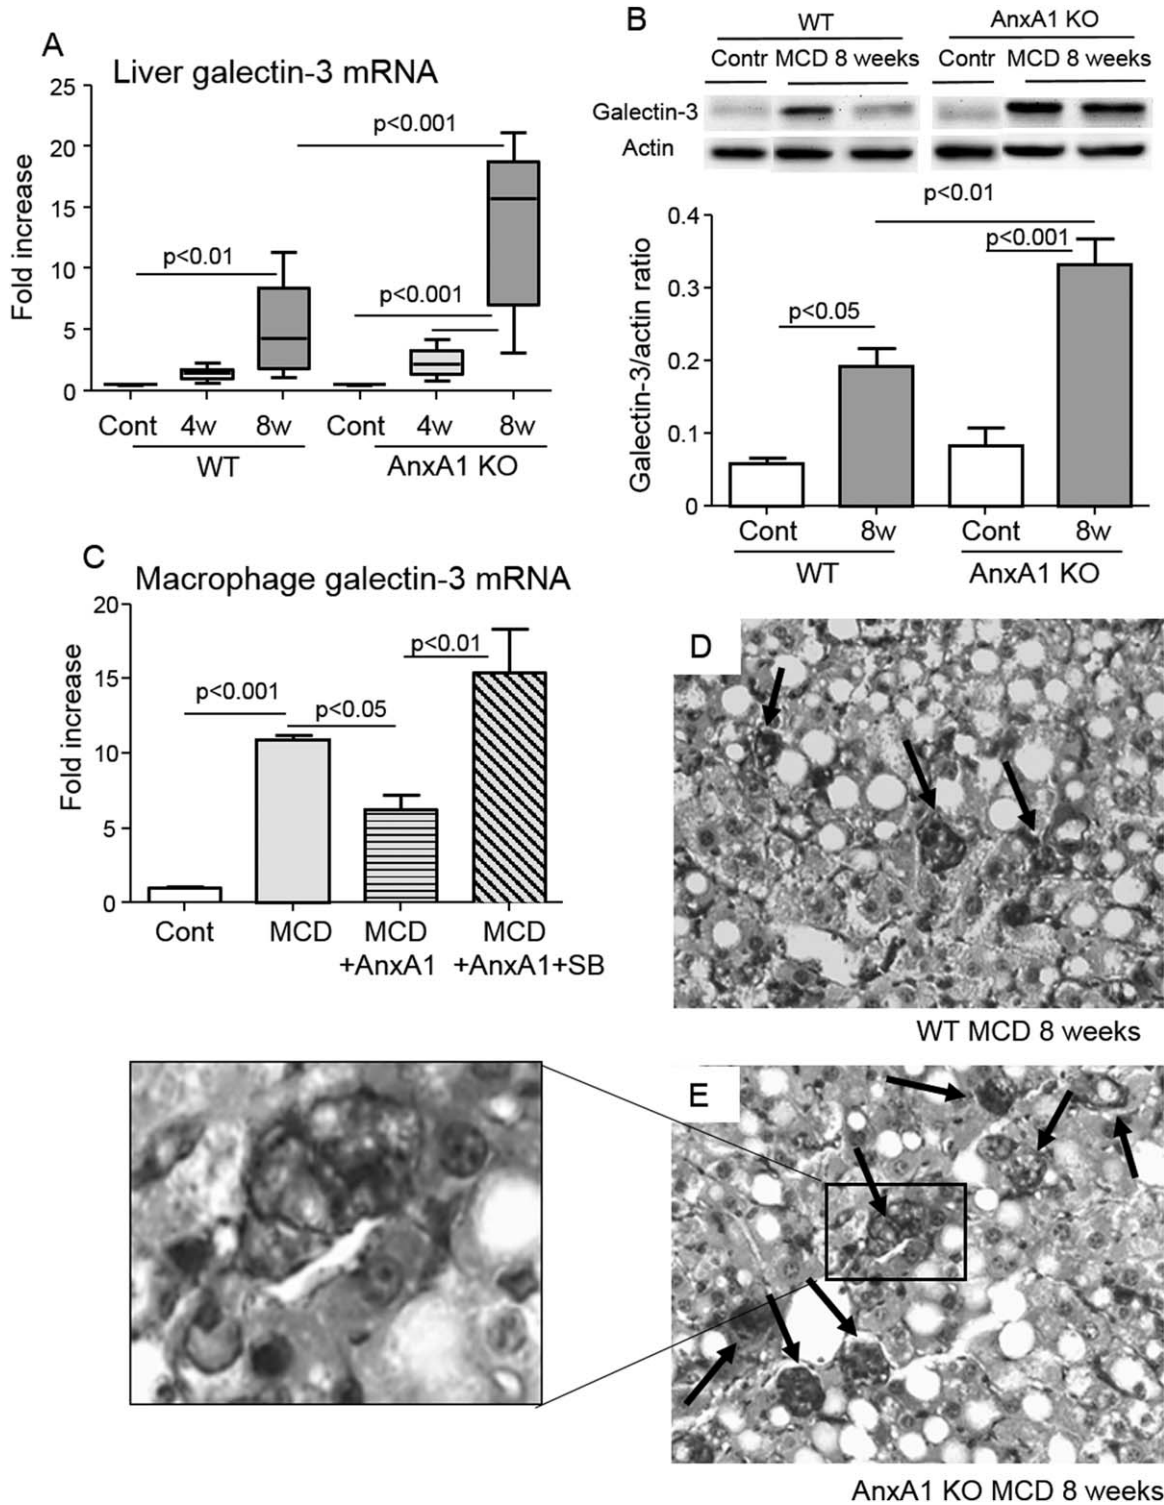 A
Liver galectin-3 mRNA
Fold increase
25
20
15
10
5
0
p<0.01
p<0.001
p<0.001
Cont 4w 8w Cont 4w 8w
WT AnxA1 KO
B
WT AnxA1 KO
Contr MCD 8 weeks Contr MCD 8 weeks
Galectin-3
Actin
Galectin-3/actin ratio
0.4
0.3
0.2
0.1
0
p<0.01
p<0.001
p<0.05
Cont 8w Cont 8w
WT AnxA1 KO
C
Macrophage galectin-3 mRNA
Fold increase
20
15
10
5
0
p<0.001
p<0.05
p<0.01
Cont MCD MCD MCD
+AnxA1 +AnxA1+SB
D
WT MCD 8 weeks
E
AnxA1 KO MCD 8 weeks